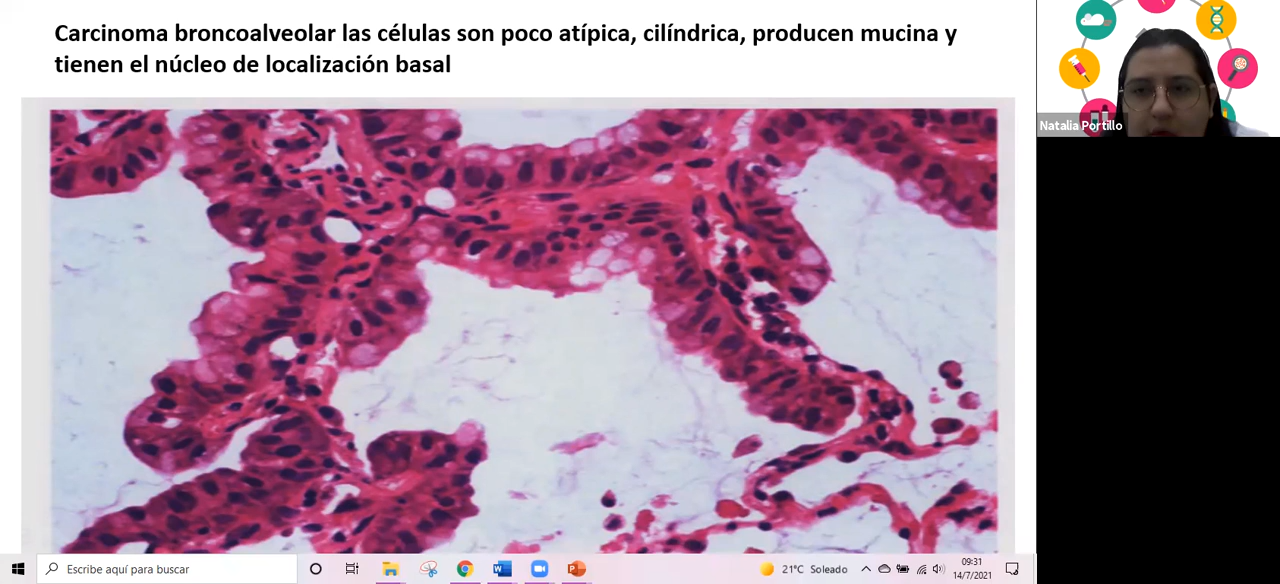 Carcinoma broncoalveolar las células son poco atípica, cilíndrica, producen mucina y
tienen el núcleo de localización basal
Natalia Portillo
Escribe aquí para buscar
21°C Soleado
09:31
14/7/2021